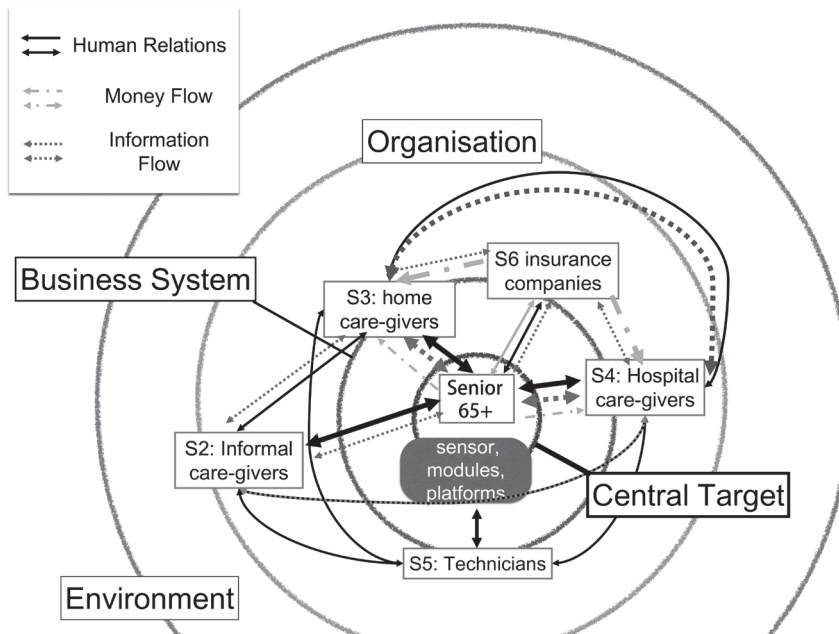 Human Relations
Money Flow
Information
Flow
Organisation
Business System
S6 insurance
companies
S3: home
care-givers
Senior
65+
S4: Hospital
care-givers
S2: Informal
care-givers
sensor,
modules,
platforms
Central Target
S5: Technicians
Environment